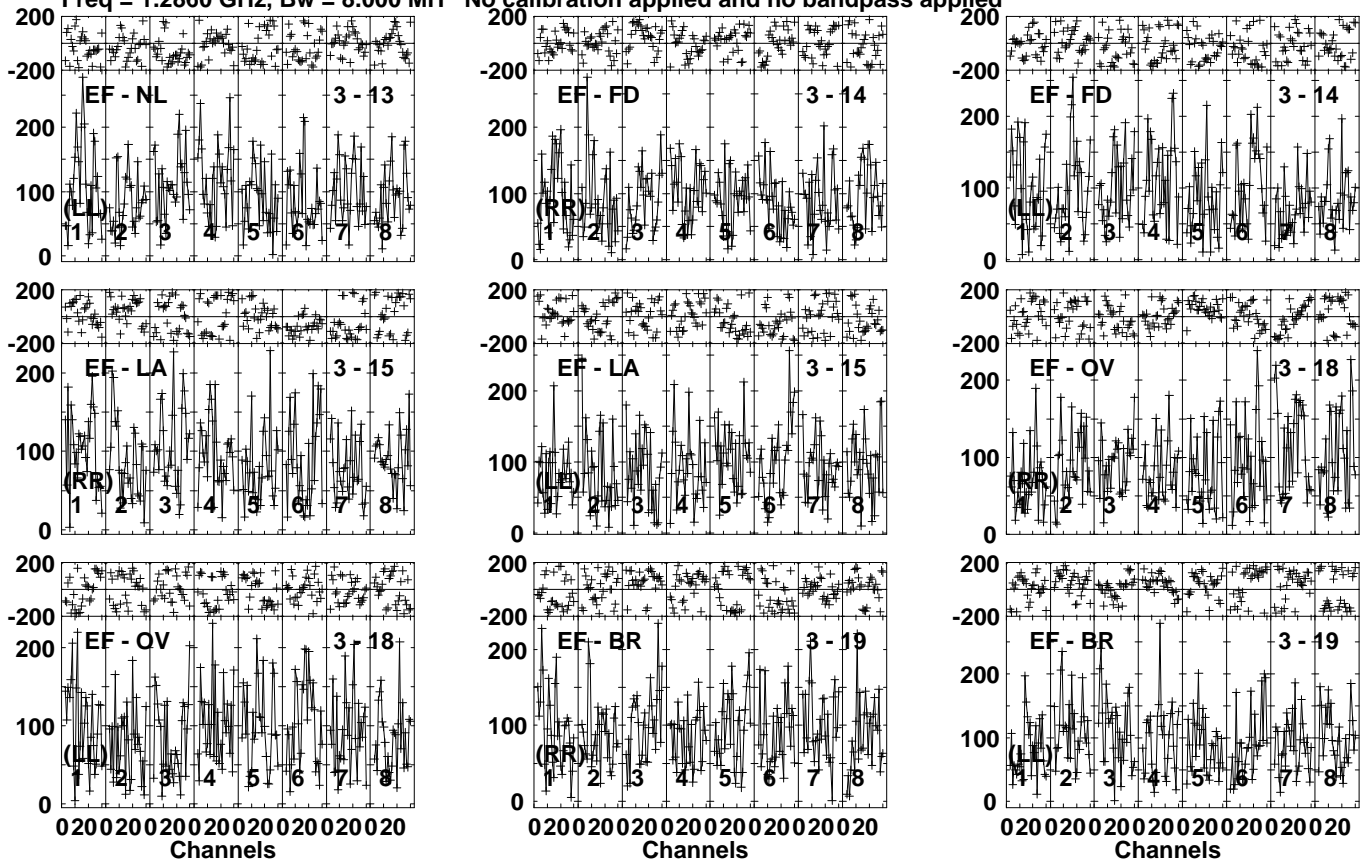 Freq = 1.2860 GHz, Bw = 8.000 MH No calibration applied and no bandpass applied
200 200 200
-200 -200 -200
EF - NL 3 - 13 EF - FD 3 - 14 EF - FD 3 - 14
200 200 200
100 100 100
(LL) (RR) (LL)
1 2 3 4 5 6 7 8 1 2 3 4 5 6 7 8 1 2 3 4 5 6 7 8
0 0 0
200 200 200
-200 -200 -200
EF - LA 3 - 15 EF - LA 3 - 15 EF - OV 3 - 18
200 200 200
100 100 100
(RR) (LL) (RR)
1 2 3 4 5 6 7 8 1 2 3 4 5 6 7 8 1 2 3 4 5 6 7 8
0 0 0
200 200 200
-200 -200 -200
EF - OV 3 - 18 EF - BR 3 - 19 EF - BR 3 - 19
200 200 200
100 100 100
(LL) (RR) (LL)
1 2 3 4 5 6 7 8 1 2 3 4 5 6 7 8 1 2 3 4 5 6 7 8
0 0 0
0 20 0 20 0 20 0 20 0 20 0 20 0 20 0 20 0 20 0 20 0 20 0 20 0 20 0 20 0 20 0 20 0 20 0 20 0 20 0 20 0 20 0 20 0 20 0 20
Channels Channels Channels